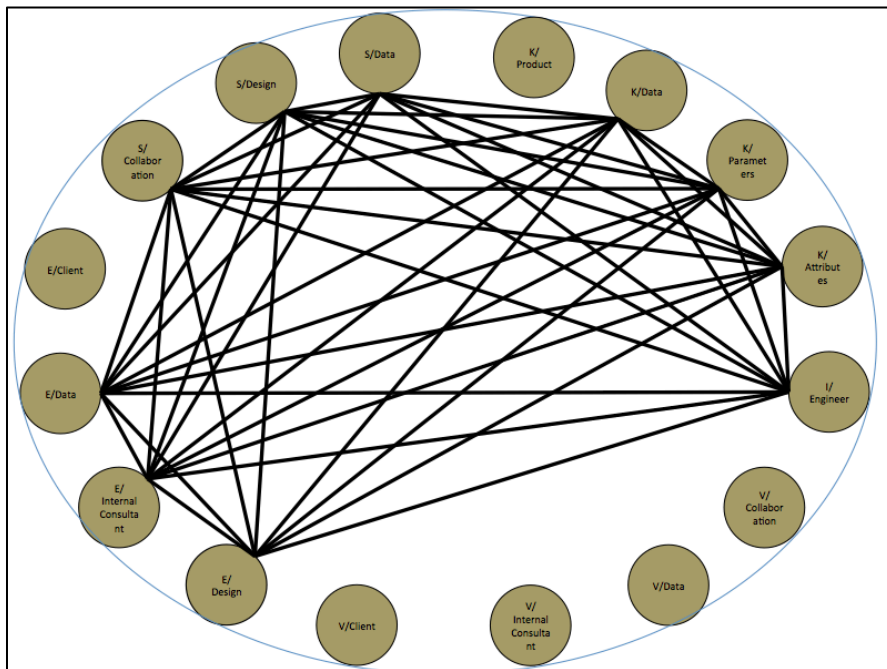 S/Data
K/
Product
S/Design
K/Data
S/
Collabor
ation
K/
Paramet
ers
E/Client
K/
Attribut
es
E/Data
I/
Engineer
E/
Internal
Consulta
nt
V/
Collabor
ation
E/
Design
V/Data
V/Client
V/
Internal
Consulta
nt